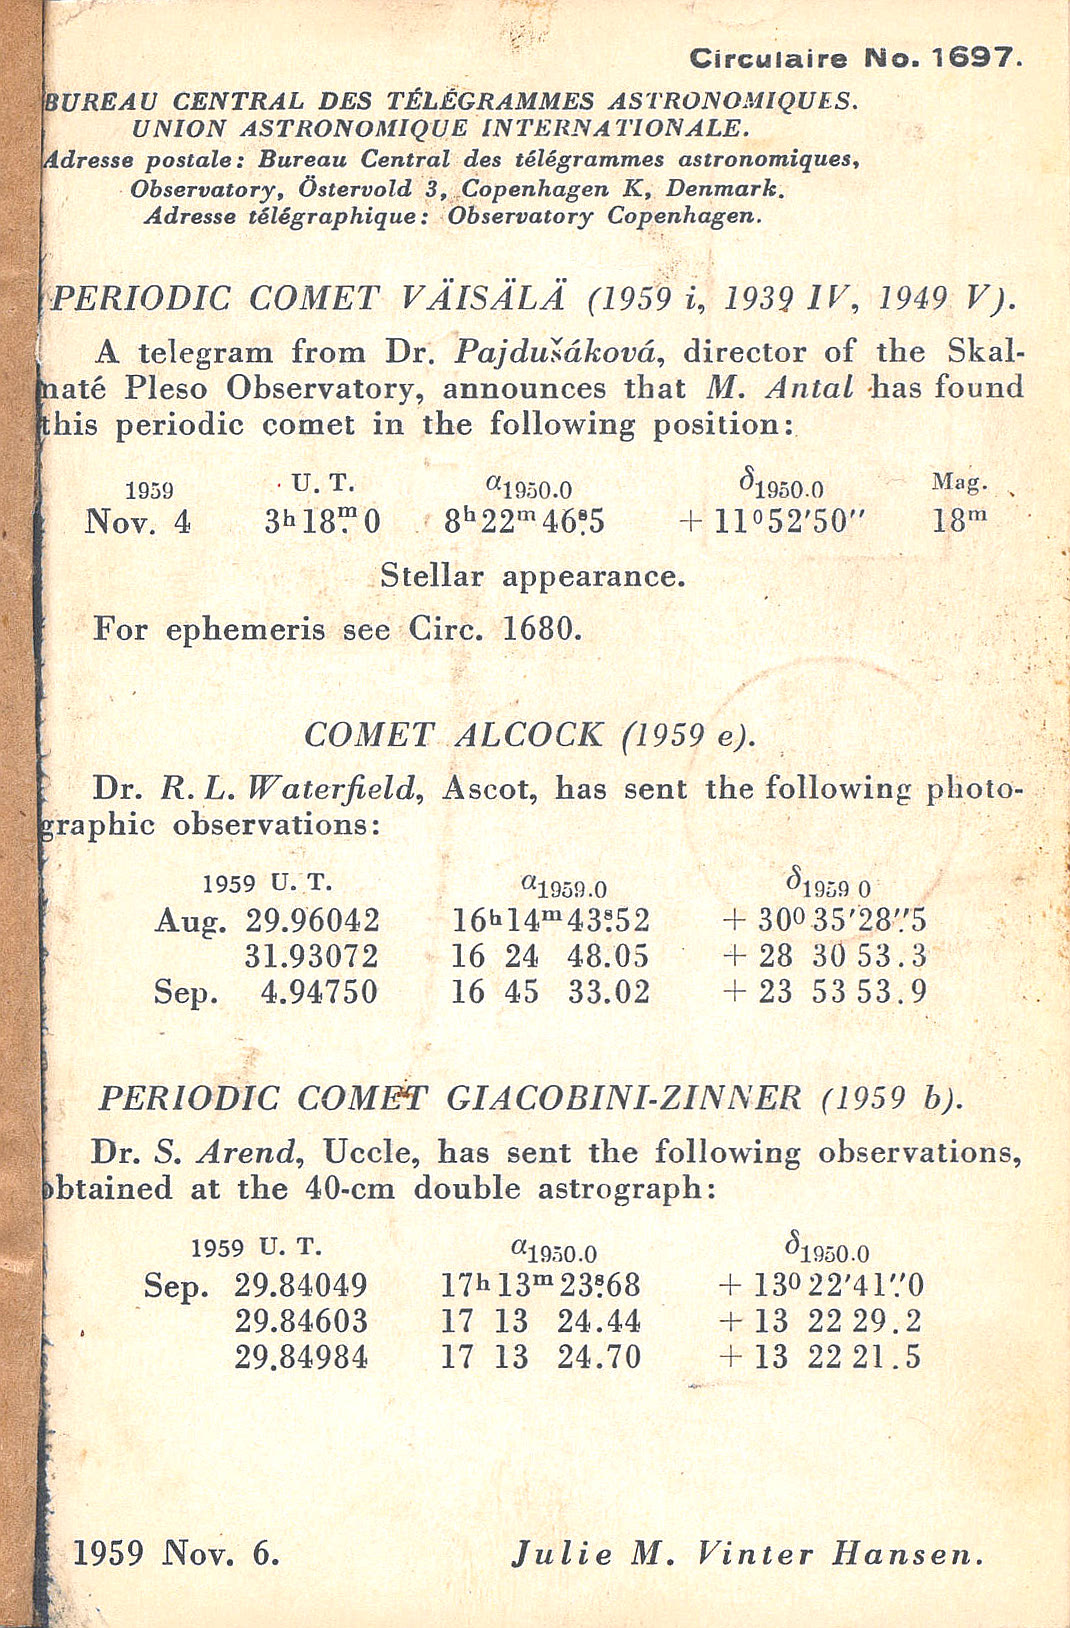 Circulaire No. 1697.
BUREAU CENTRAL DES TÉLÉGRAMMES ASTRONOMIQUES.
UNION ASTRONOMIQUE INTERNATIONALE.
Adresse postale: Bureau Central des télégrammes astronomiques,
Observatory, Östervold 3, Copenhagen K, Denmark.
Adresse télégraphique: Observatory Copenhagen.
PERIODIC COMET VÄISÄLÄ (1959 i, 1939 IV, 1949 V).
A telegram from Dr. Pajdušáková, director of the Skal-
naté Pleso Observatory, announces that M. Antal has found
this periodic comet in the following position:
1959 U. T. α1950.0 δ1950.0 Mag.
Nov. 4 3ʰ18ᵐ.0 8ʰ22ᵐ46ˢ.5 +11°52′50″ 18ᵐ
Stellar appearance.
For ephemeris see Circ. 1680.
COMET ALCOCK (1959 e).
Dr. R. L. Waterfield, Ascot, has sent the following photo-
graphic observations:
1959 U. T. α1959.0 δ1959 0
Aug. 29.96042 16ʰ14ᵐ43ˢ.52 +30°35′28″.5
31.93072 16 24 48.05 +28 30 53.3
Sep. 4.94750 16 45 33.02 +23 53 53.9
PERIODIC COMET GIACOBINI-ZINNER (1959 b).
Dr. S. Arend, Uccle, has sent the following observations,
obtained at the 40-cm double astrograph:
1959 U. T. α1950.0 δ1950.0
Sep. 29.84049 17ʰ13ᵐ23ˢ.68 +13°22′41″.0
29.84603 17 13 24.44 +13 22 29.2
29.84984 17 13 24.70 +13 22 21.5
1959 Nov. 6. Julie M. Vinter Hansen.